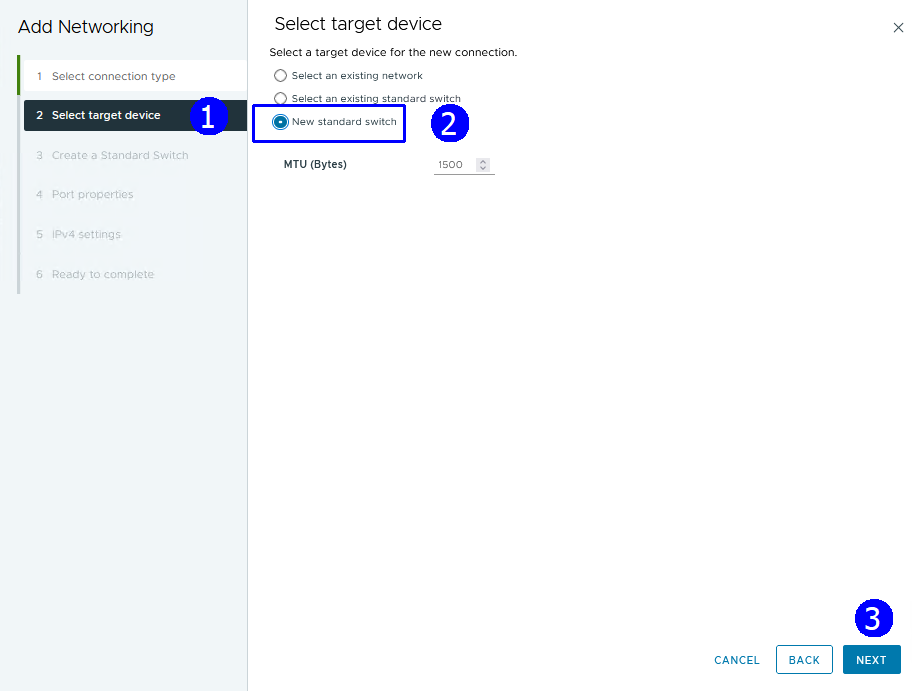 Add Networking
1 Select connection type
2 Select target device
1
3 Create a Standard Switch
4 Port properties
5 IPv4 settings
6 Ready to complete
Select target device
Select a target device for the new connection.
Select an existing network
Select an existing standard switch
New standard switch
2
MTU (Bytes) 1500
3
CANCEL BACK NEXT